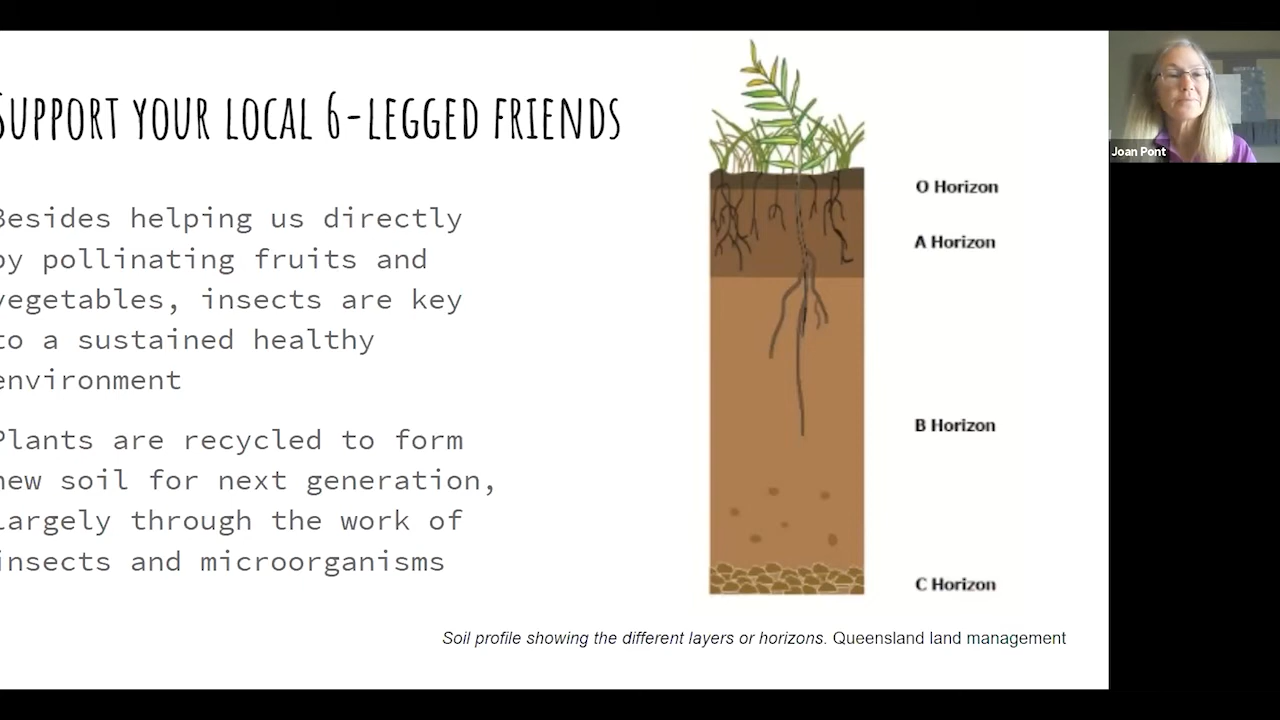 Support your local 6-legged friends
Besides helping us directly
by pollinating fruits and
vegetables, insects are key
to a sustained healthy
environment
Plants are recycled to form
new soil for next generation,
largely through the work of
insects and microorganisms
O Horizon
A Horizon
B Horizon
C Horizon
Soil profile showing the different layers or horizons. Queensland land management
Joan Pont